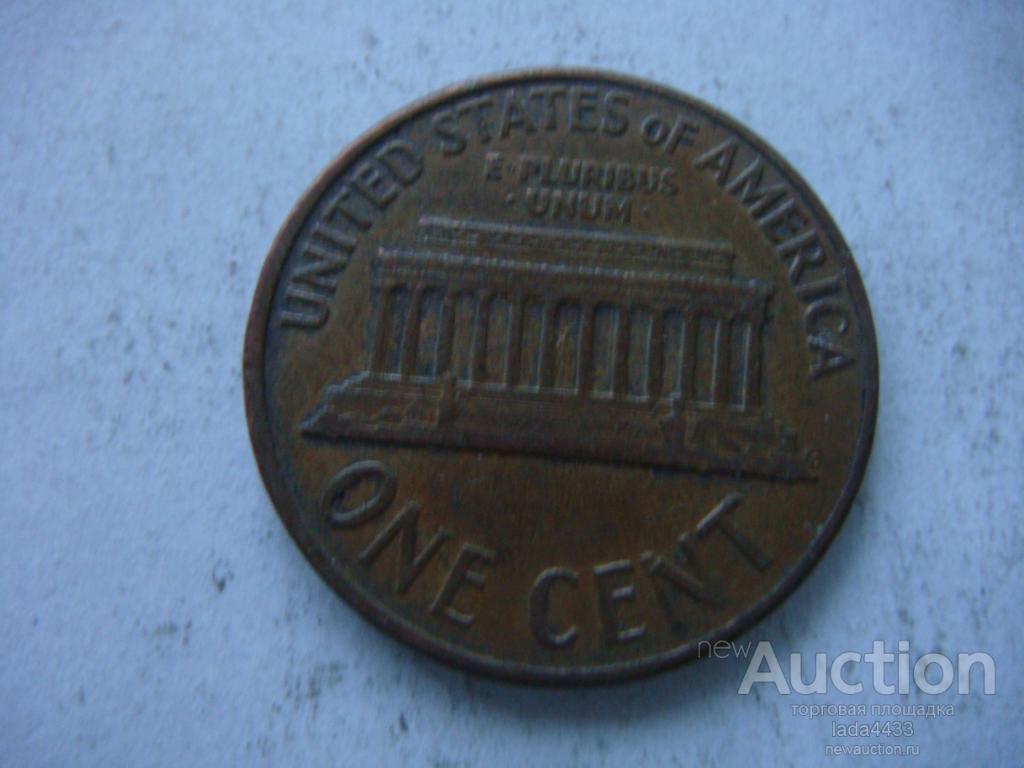 UNITED STATES OF AMERICA
E·PLURIBUS
·UNUM·
ONE CENT
newAuction
торговая площадка
lada4433
newauction.ru